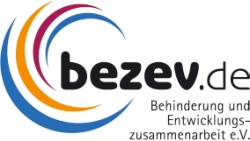 bezev.de
Behinderung und
Entwicklungs-
zusammenarbeit e.V.